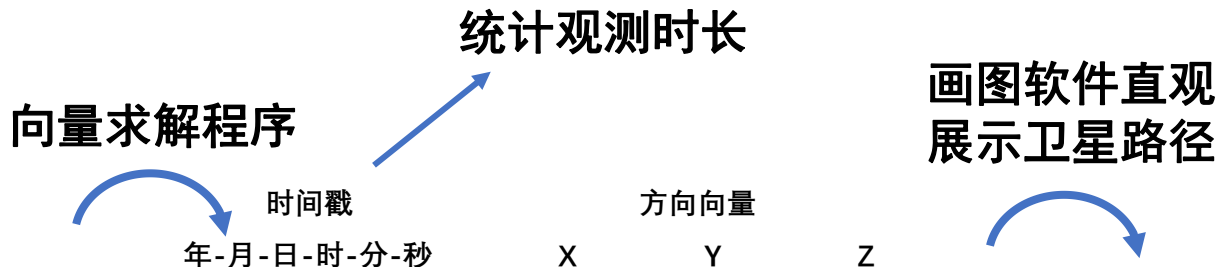 统计观测时长
向量求解程序
画图软件直观
展示卫星路径
时间戳
方向向量
年-月-日-时-分-秒 X Y Z